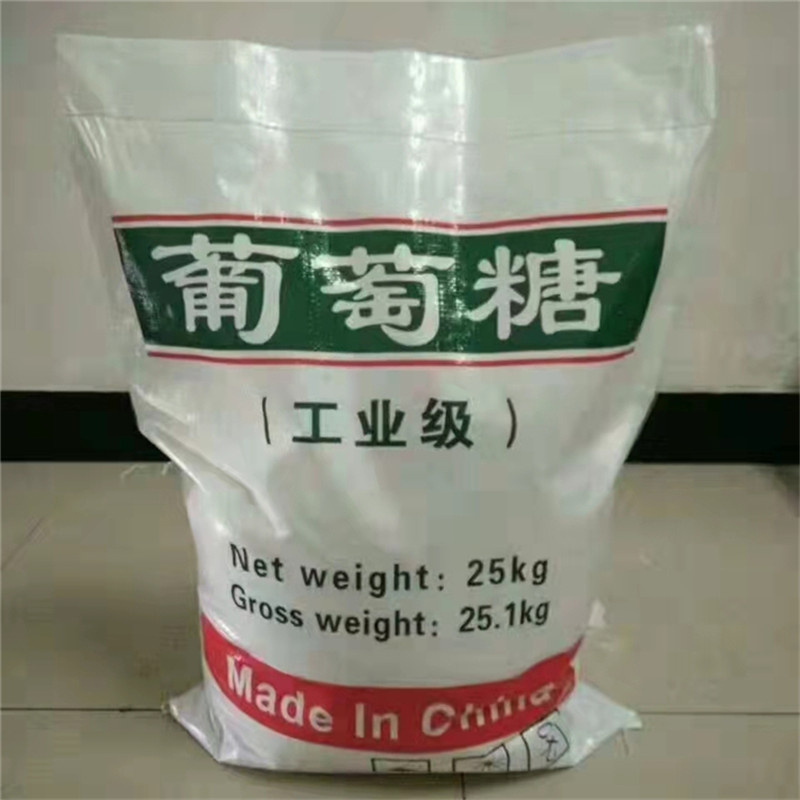 葡萄糖
（工业级）
Net weight: 25kg
Gross weight: 25.1kg
Made In China